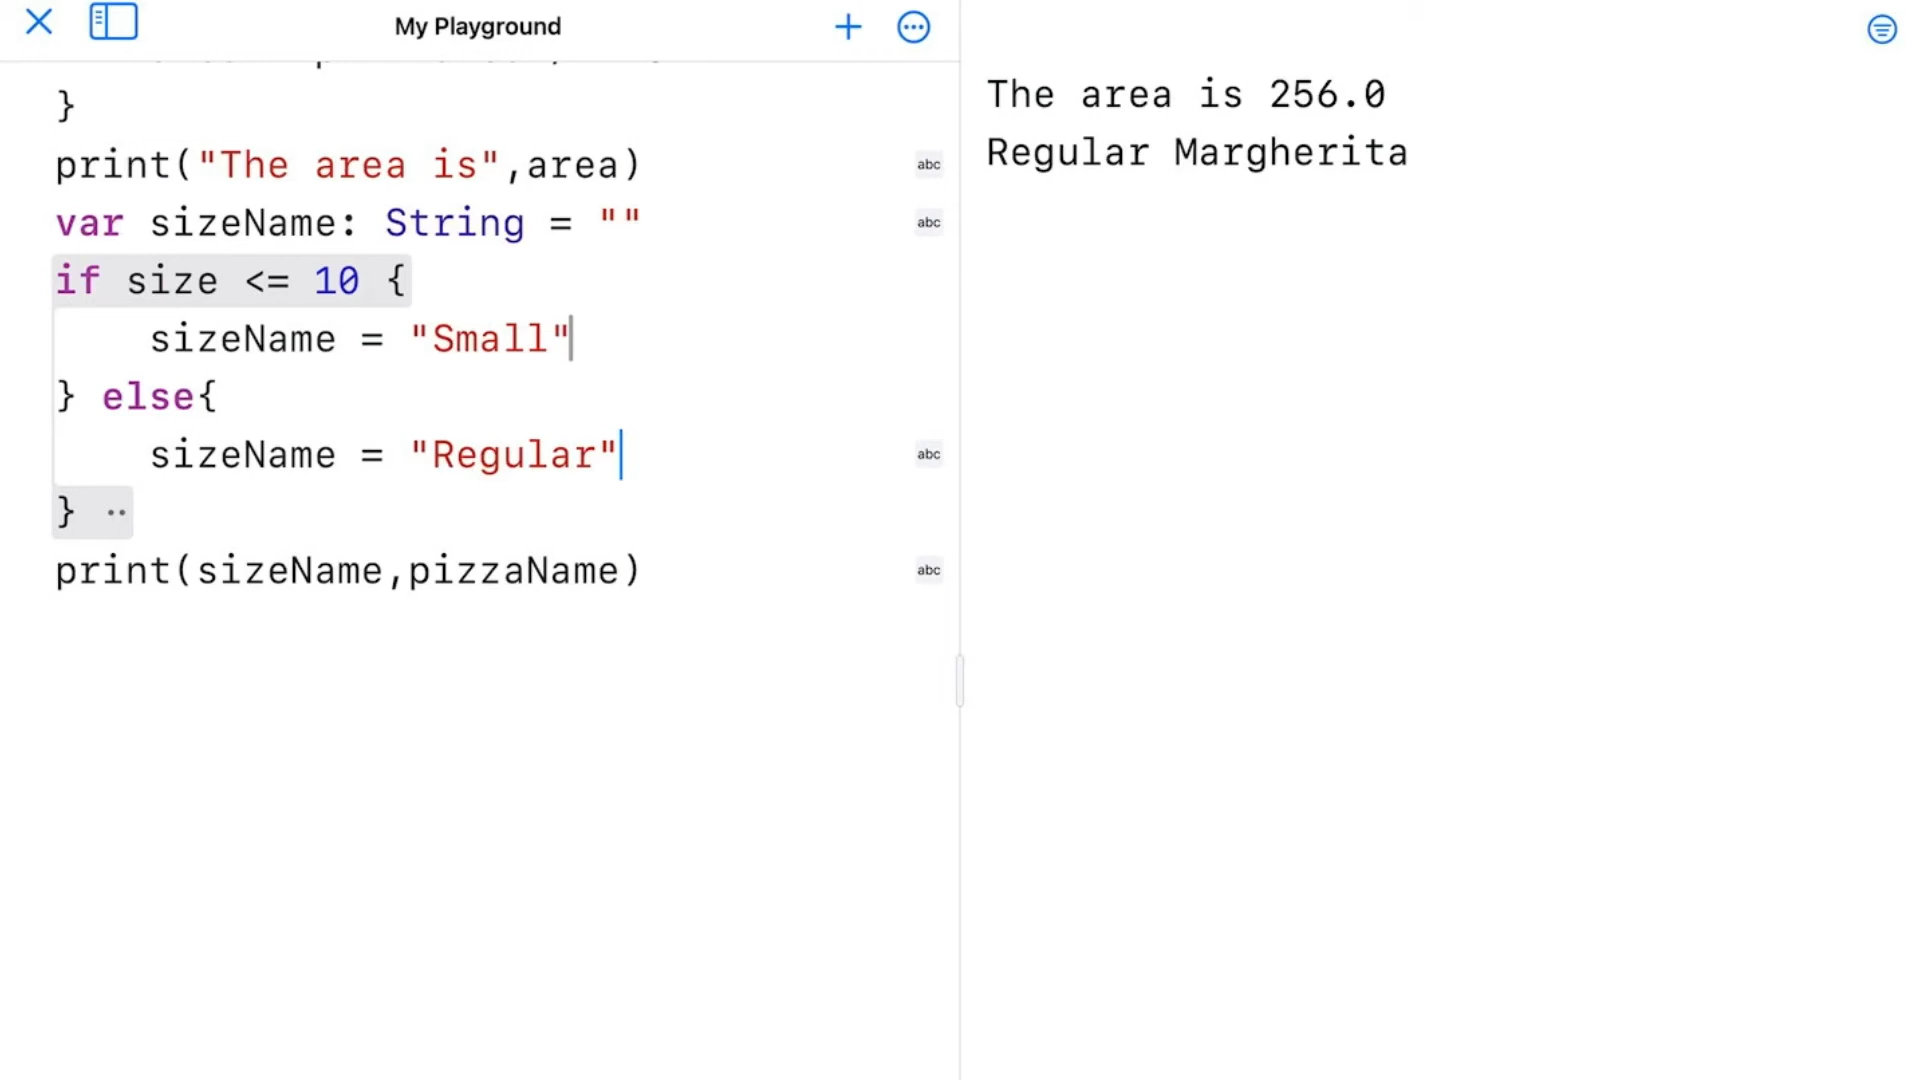 My Playground
}
print("The area is",area)
abc
var sizeName: String = ""
abc
if size <= 10 {
sizeName = "Small"
} else{
sizeName = "Regular"
abc
}
print(sizeName,pizzaName)
abc
The area is 256.0
Regular Margherita